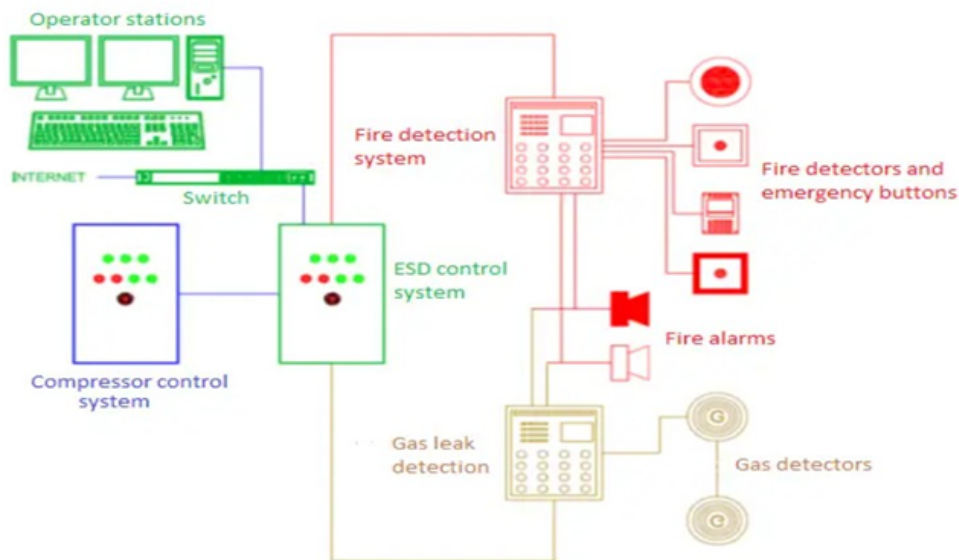 Operator stations
INTERNET
Switch
Fire detection
system
Fire detectors and
emergency buttons
ESD control
system
Fire alarms
Compressor control
system
Gas leak
detection
Gas detectors
G
G